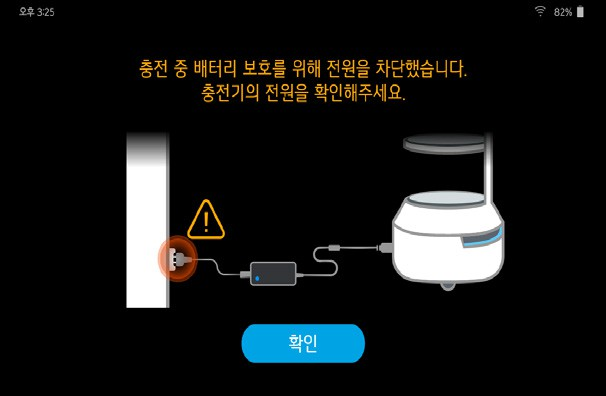 오후 3:25
82%
충전 중 배터리 보호를 위해 전원을 차단했습니다.
충전기의 전원을 확인해주세요.
확인